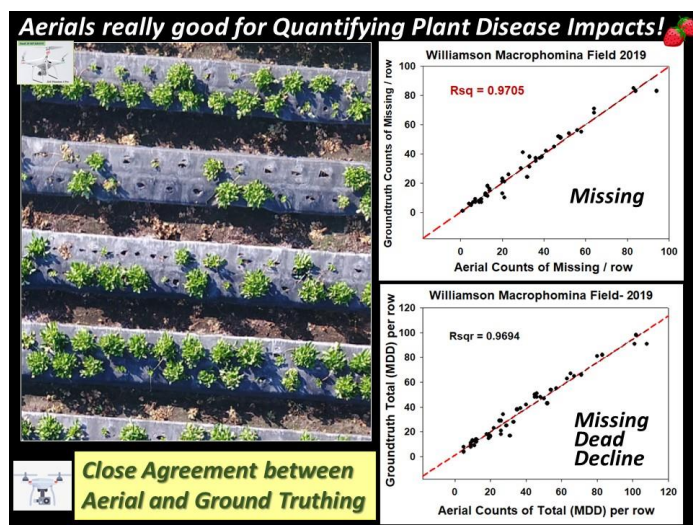 Aerials really good for Quantifying Plant Disease Impacts!
Williamson Macrophomina Field 2019
Rsq = 0.9705
Missing
Groundtruth Counts of Missing / row
100
80
60
40
20
0
-20 0 20 40 60 80 100
Aerial Counts of Missing / row
Williamson Macrophomina Field- 2019
Rsqr = 0.9694
Missing
Dead
Decline
Groundtruth Total (MDD) per row
120
100
80
60
40
20
0
0 20 40 60 80 100 120
Aerial Counts of Total (MDD) per row
Close Agreement between
Aerial and Ground Truthing